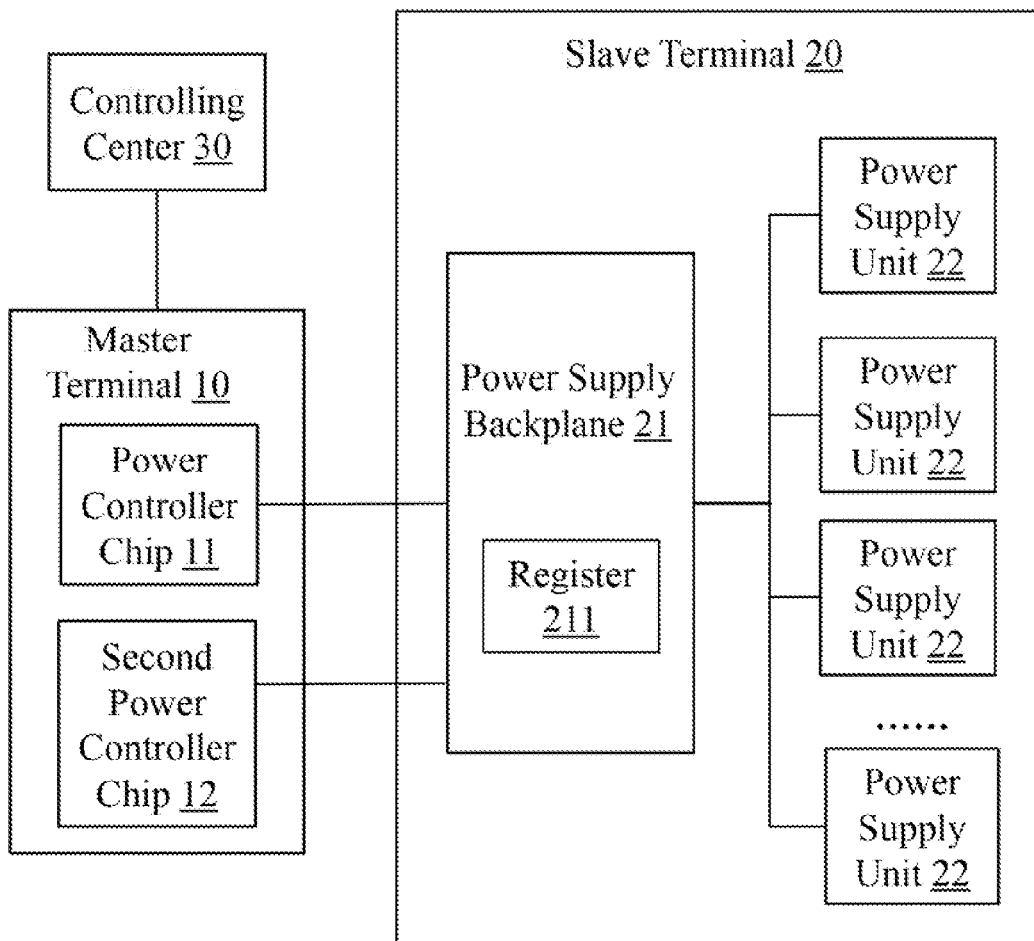 Controlling
Center 30
Master
Terminal 10
Power
Controller
Chip 11
Second
Power
Controller
Chip 12
Slave Terminal 20
Power Supply
Backplane 21
Register
211
Power
Supply
Unit 22
Power
Supply
Unit 22
Power
Supply
Unit 22
......
Power
Supply
Unit 22